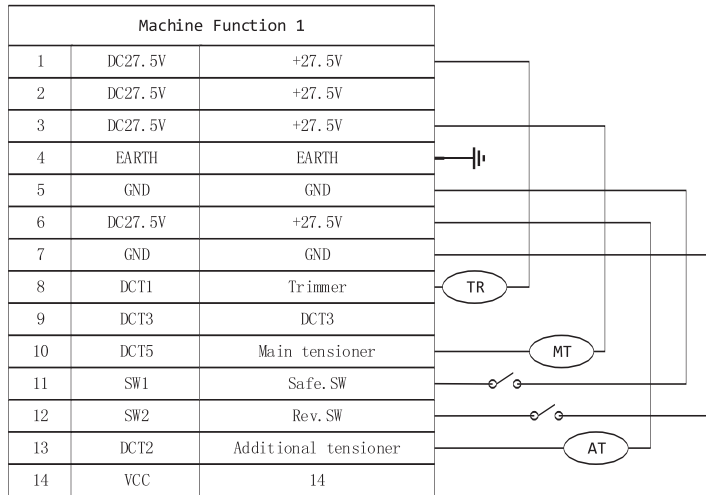 Machine Function 1
1 DC27.5V +27.5V
2 DC27.5V +27.5V
3 DC27.5V +27.5V
4 EARTH EARTH
5 GND GND
6 DC27.5V +27.5V
7 GND GND
8 DCT1 Trimmer TR
9 DCT3 DCT3
10 DCT5 Main tensioner MT
11 SW1 Safe.SW
12 SW2 Rev.SW
13 DCT2 Additional tensioner AT
14 VCC 14